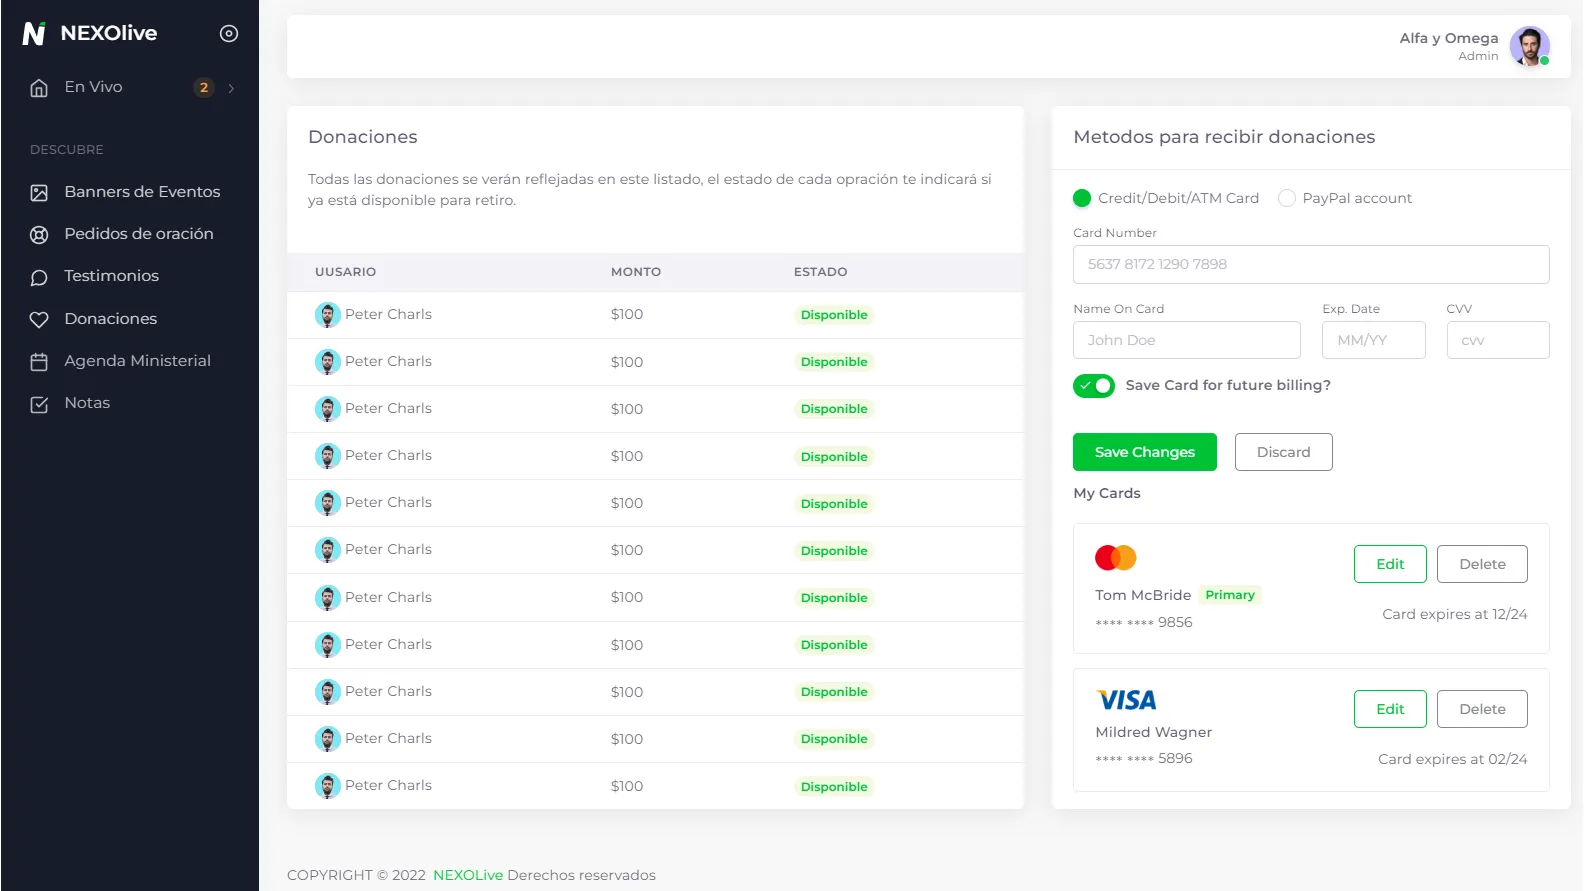 NEXOlive
En Vivo 2
DESCUBRE
Banners de Eventos
Pedidos de oración
Testimonios
Donaciones
Agenda Ministerial
Notas
Alfa y Omega
Admin
Donaciones
Todas las donaciones se verán reflejadas en este listado, el estado de cada opración te indicará si
ya está disponible para retiro.
UUSARIO MONTO ESTADO
Peter Charls $100 Disponible
Peter Charls $100 Disponible
Peter Charls $100 Disponible
Peter Charls $100 Disponible
Peter Charls $100 Disponible
Peter Charls $100 Disponible
Peter Charls $100 Disponible
Peter Charls $100 Disponible
Peter Charls $100 Disponible
Peter Charls $100 Disponible
Peter Charls $100 Disponible
Metodos para recibir donaciones
Credit/Debit/ATM Card PayPal account
Card Number
5637 8172 1290 7898
Name On Card Exp. Date CVV
John Doe MM/YY cvv
Save Card for future billing?
Save Changes Discard
My Cards
Edit Delete
Tom McBride Primary
Card expires at 12/24
**** **** 9856
VISA Edit Delete
Mildred Wagner
**** **** 5896 Card expires at 02/24
COPYRIGHT © 2022 NEXOLive Derechos reservados